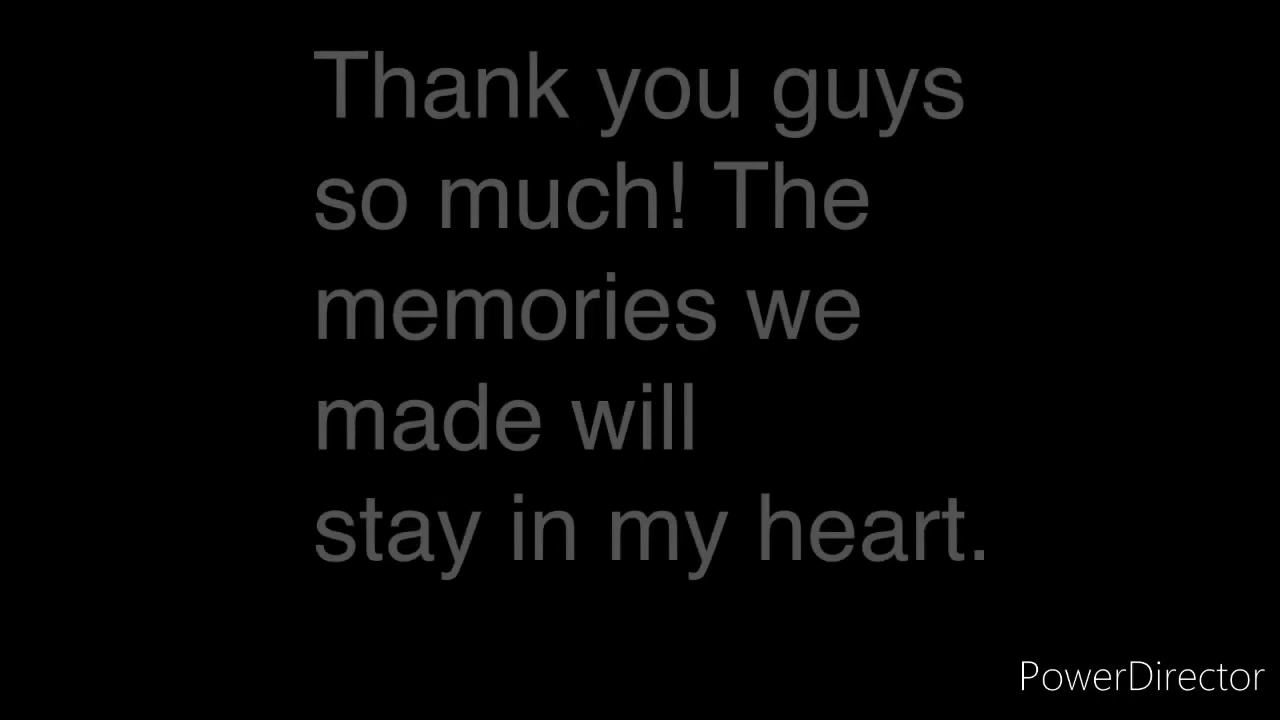 Thank you guys
so much! The
memories we
made will
stay in my heart.
PowerDirector